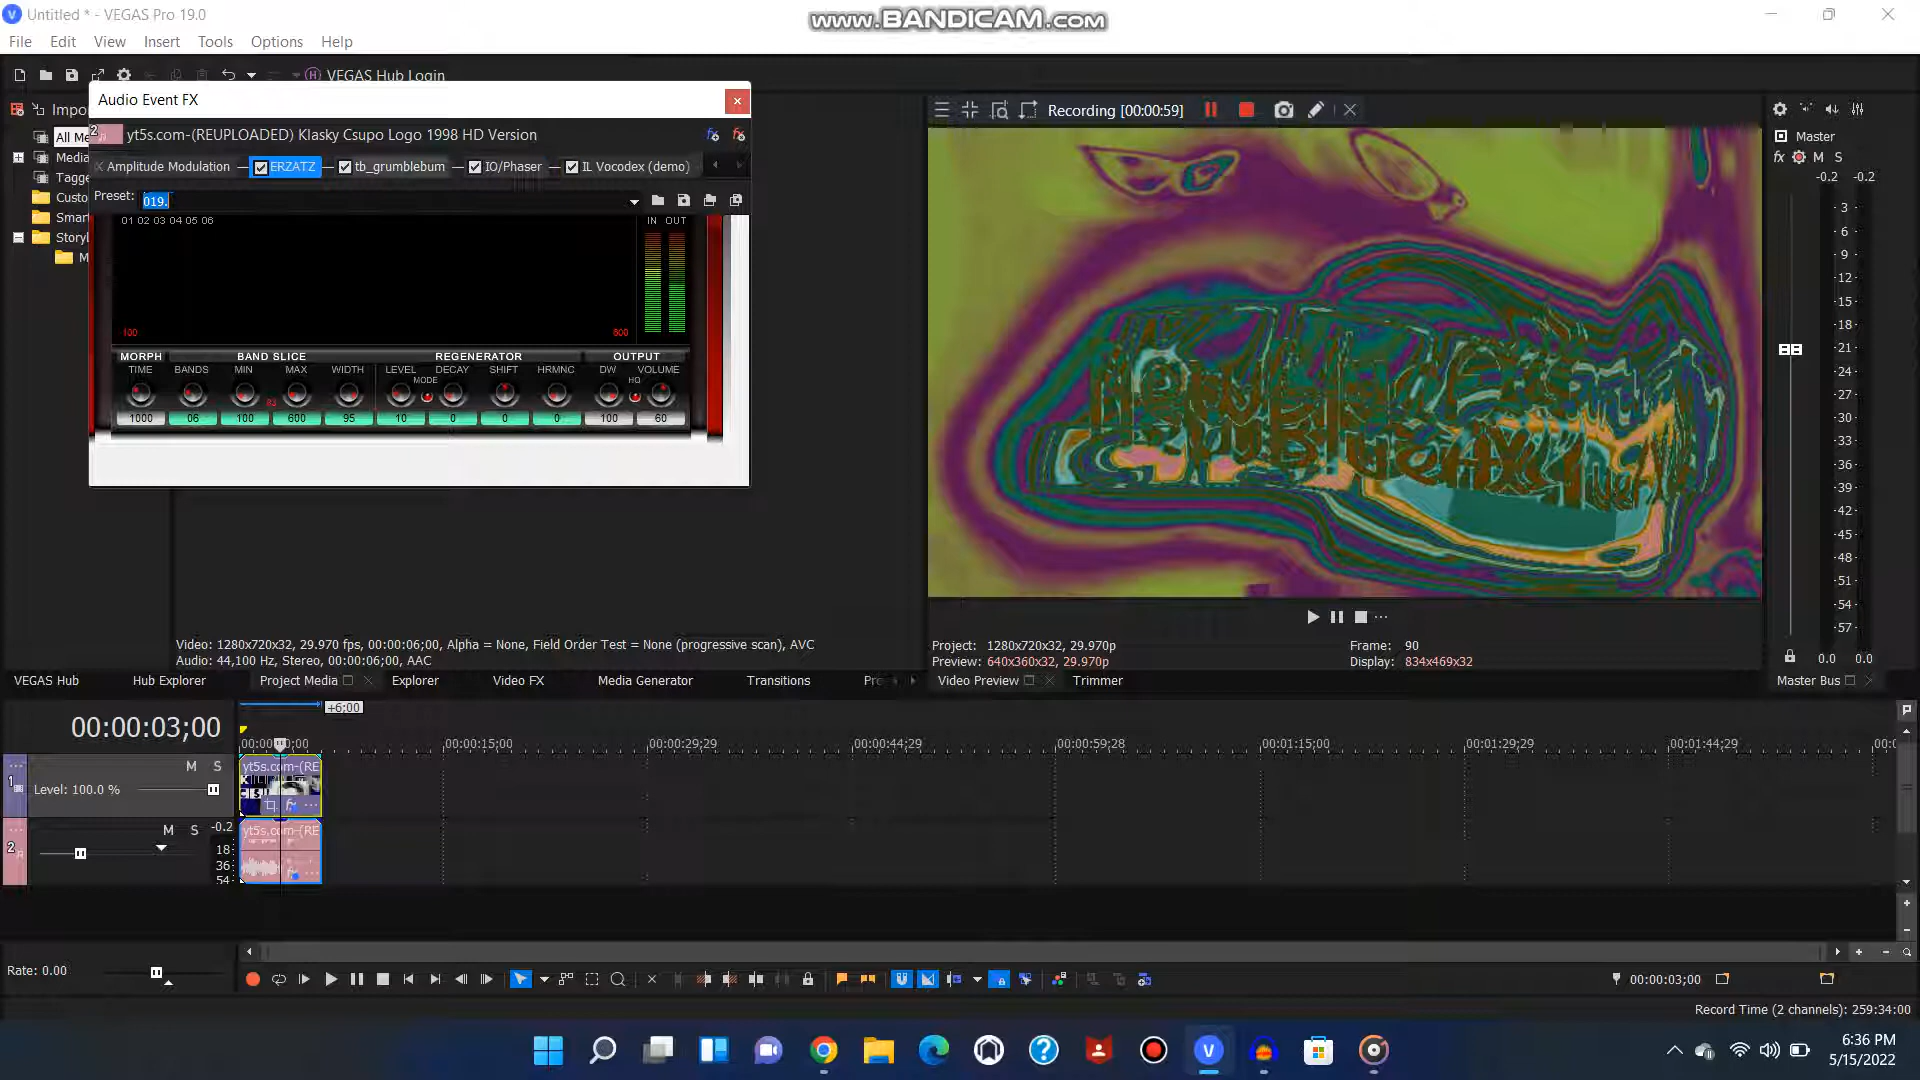 Untitled * - VEGAS Pro 19.0
www.BANDICAM.com
File Edit View Insert Tools Options Help
VEGAS Hub Login
Audio Event FX
Recording [00:00:59]
Impo
yt5s.com-(REUPLOADED) Klasky Csupo Logo 1998 HD Version
All Me
Master
Media
Amplitude Modulation ERZATZ tb_grumblebum IO/Phaser IL Vocodex (demo)
fx M S
Tagge
-0.2 -0.2
Custo
Preset: 019.
Smar
01 02 03 04 05 06 IN OUT
Story
M
100 600
MORPH BAND SLICE REGENERATOR OUTPUT
TIME BANDS MIN MAX WIDTH LEVEL DECAY SHIFT HRMNC DW VOLUME
MODE HQ
1000 06 100 600 95 10 0 0 0 100 60
3
6
9
12
15
18
21
24
27
30
33
36
39
42
45
48
51
54
57
Video: 1280x720x32, 29.970 fps, 00:00:06;00, Alpha = None, Field Order Test = None (progressive scan), AVC
Audio: 44,100 Hz, Stereo, 00:00:06;00, AAC
Project: 1280x720x32, 29.970p Frame: 90
Preview: 640x360x32, 29.970p Display: 834x469x32
0.0 0.0
VEGAS Hub Hub Explorer Project Media Explorer Video FX Media Generator Transitions Pr
Video Preview Trimmer
Master Bus
+6;00
00:00:03;00
00:00:15;00 00:00:29;29 00:00:44;29 00:00:59;28 00:01:15;00 00:01:29;29 00:01:44;29 00:0
1 M S
yt5s.com-(RE
Level: 100.0 %
2 M S -0.2
yt5s.com-(RE
18
36
54
Rate: 0.00
00:00:03;00
Record Time (2 channels): 259:34:00
6:36 PM
5/15/2022